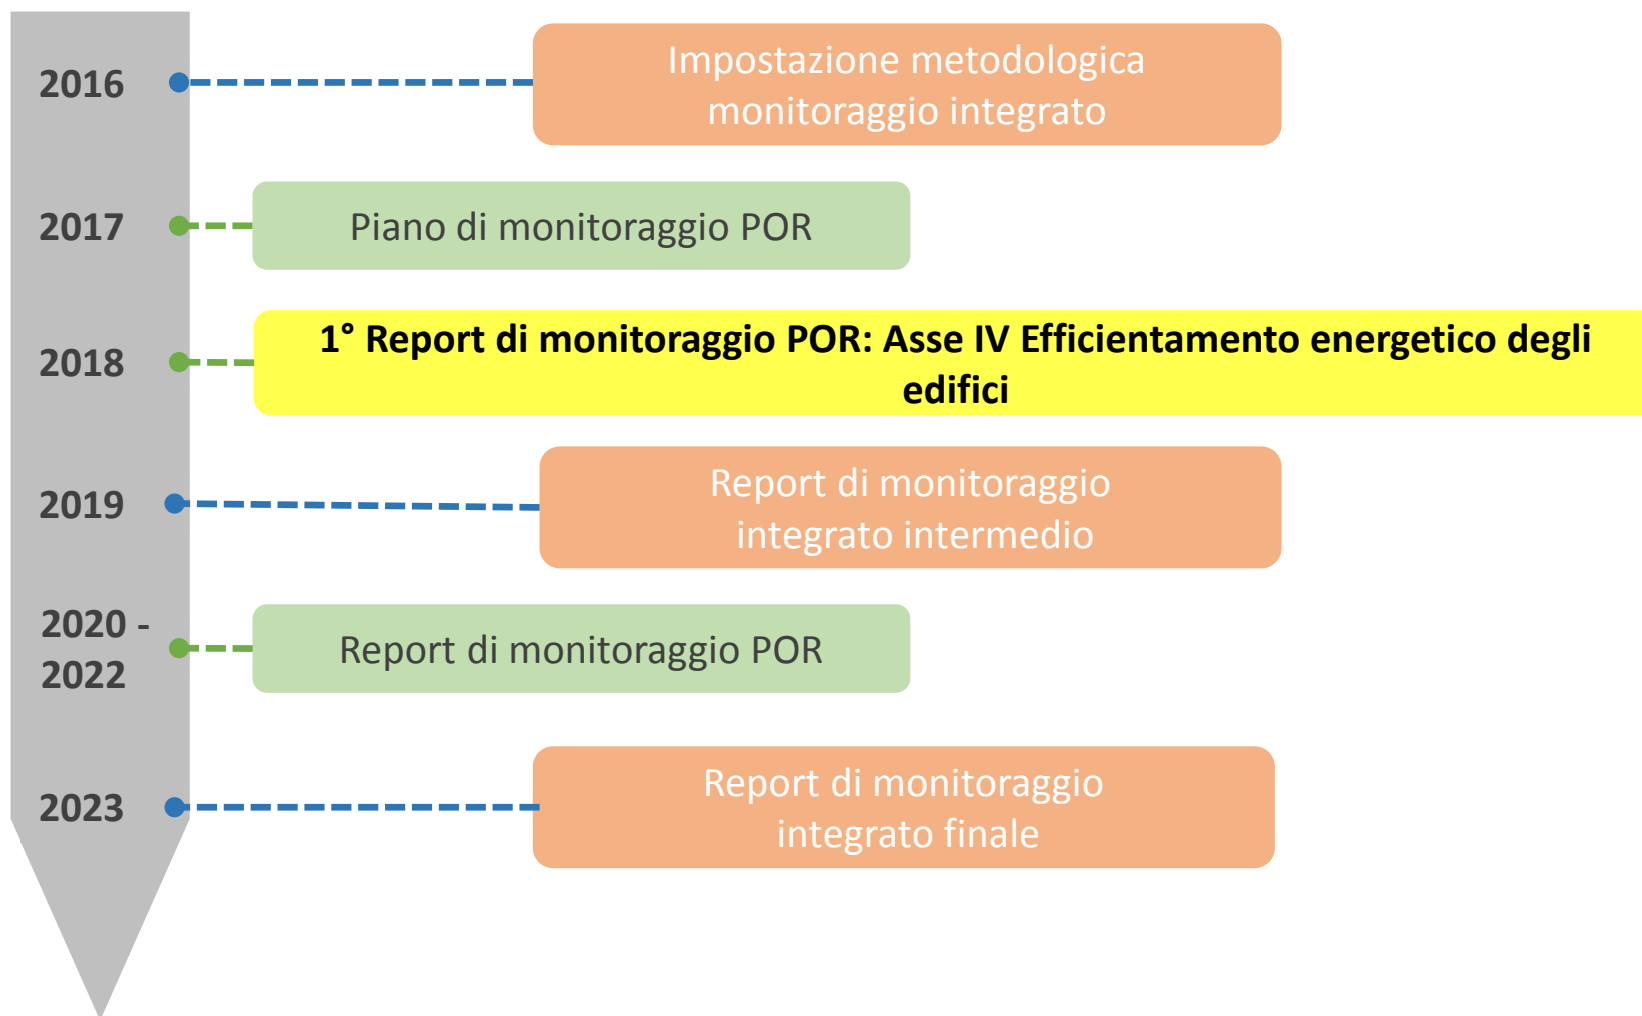 2016
Impostazione metodologica
monitoraggio integrato
2017
Piano di monitoraggio POR
2018
1° Report di monitoraggio POR: Asse IV Efficientamento energetico degli
edifici
2019
Report di monitoraggio
integrato intermedio
2020 -
2022
Report di monitoraggio POR
2023
Report di monitoraggio
integrato finale